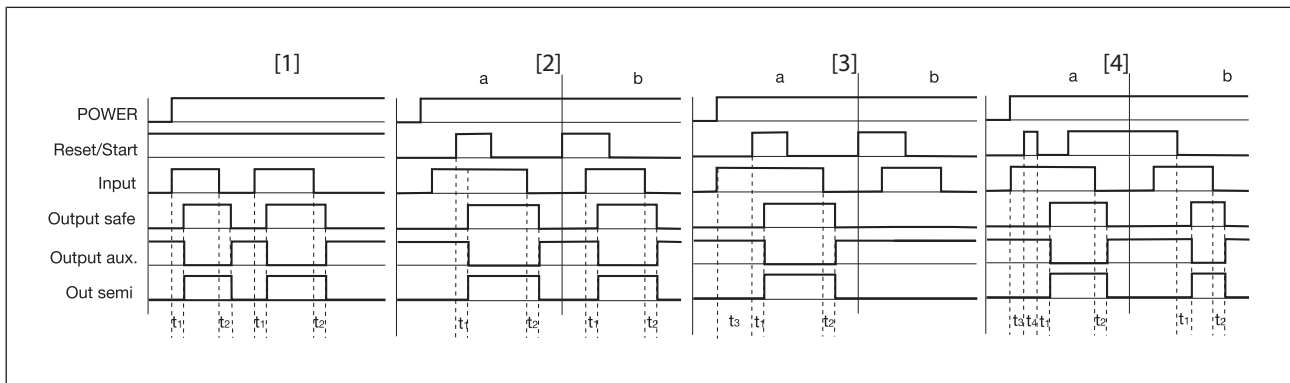 [1] [2] [3] [4]
a b a b a b
POWER
Reset/Start
Input
Output safe
Output aux.
Out semi
t1 t2 t1 t2 t1 t2 t1 t2 t3 t1 t2 t3 t4 t1 t2 t1 t2